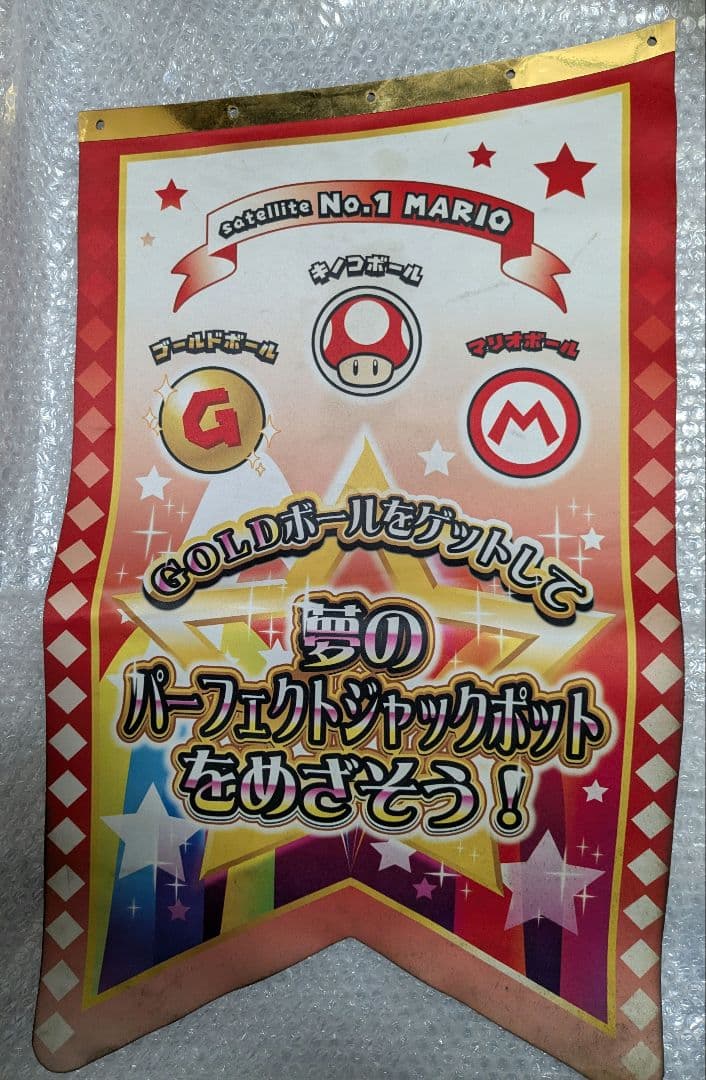 satellite No.1 MARIO
キノコボール
ゴールドボール
マリオボール
G
M
GOLDボールをゲットして
夢の
パーフェクトジャックポット
をめざそう!